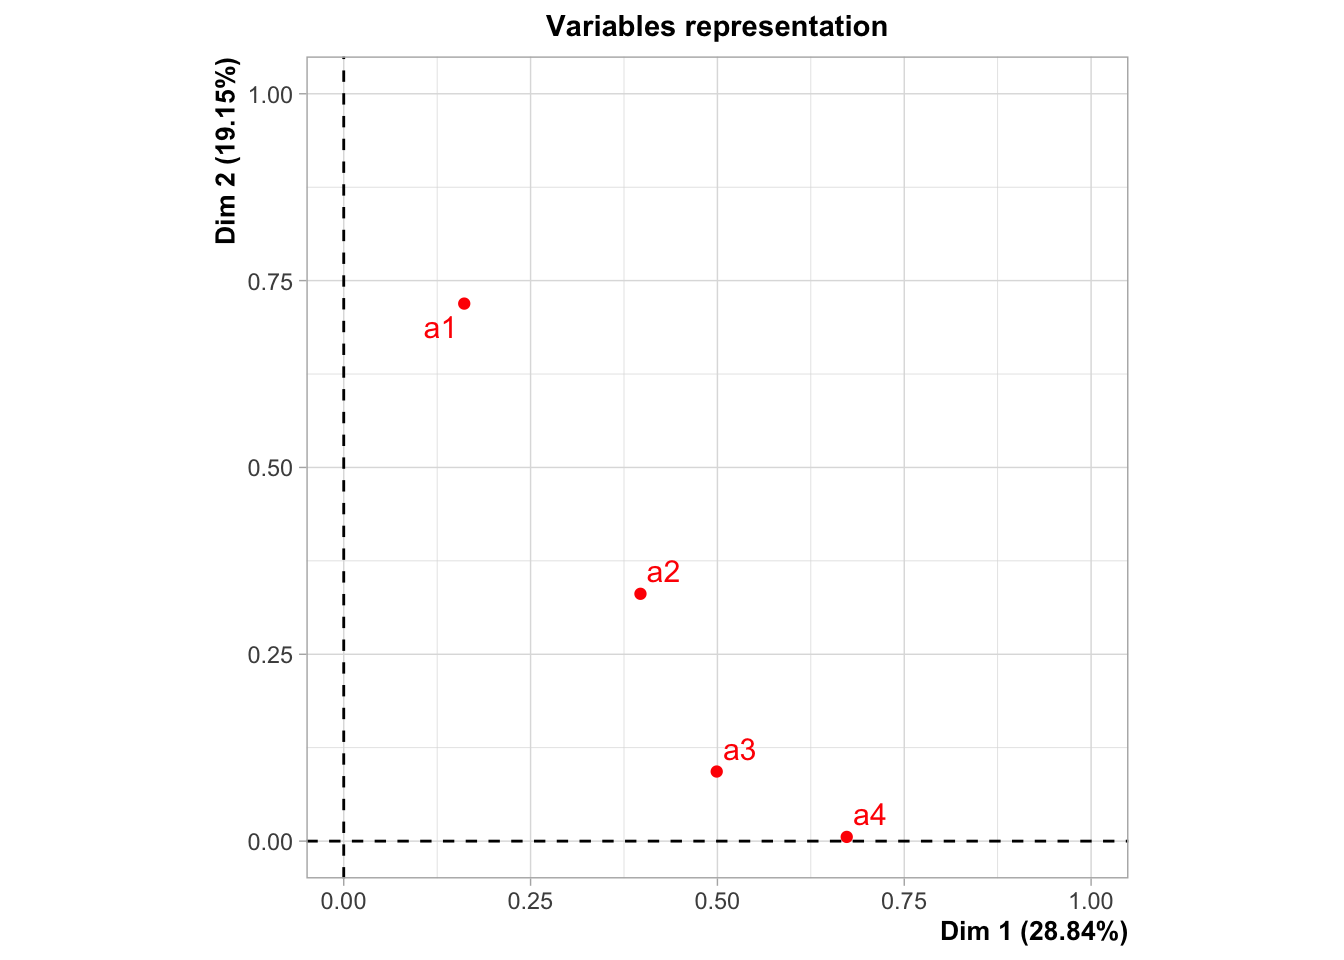 Variables representation
Dim 2 (19.15%)
1.00
0.75
0.50
0.25
0.00
a1
a2
a3
a4
0.00 0.25 0.50 0.75 1.00
Dim 1 (28.84%)